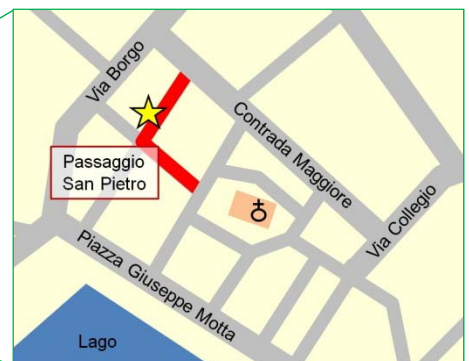 Via Borgo
Contrada Maggiore
Passaggio
San Pietro
Via Collegio
Piazza Giuseppe Motta
Lago